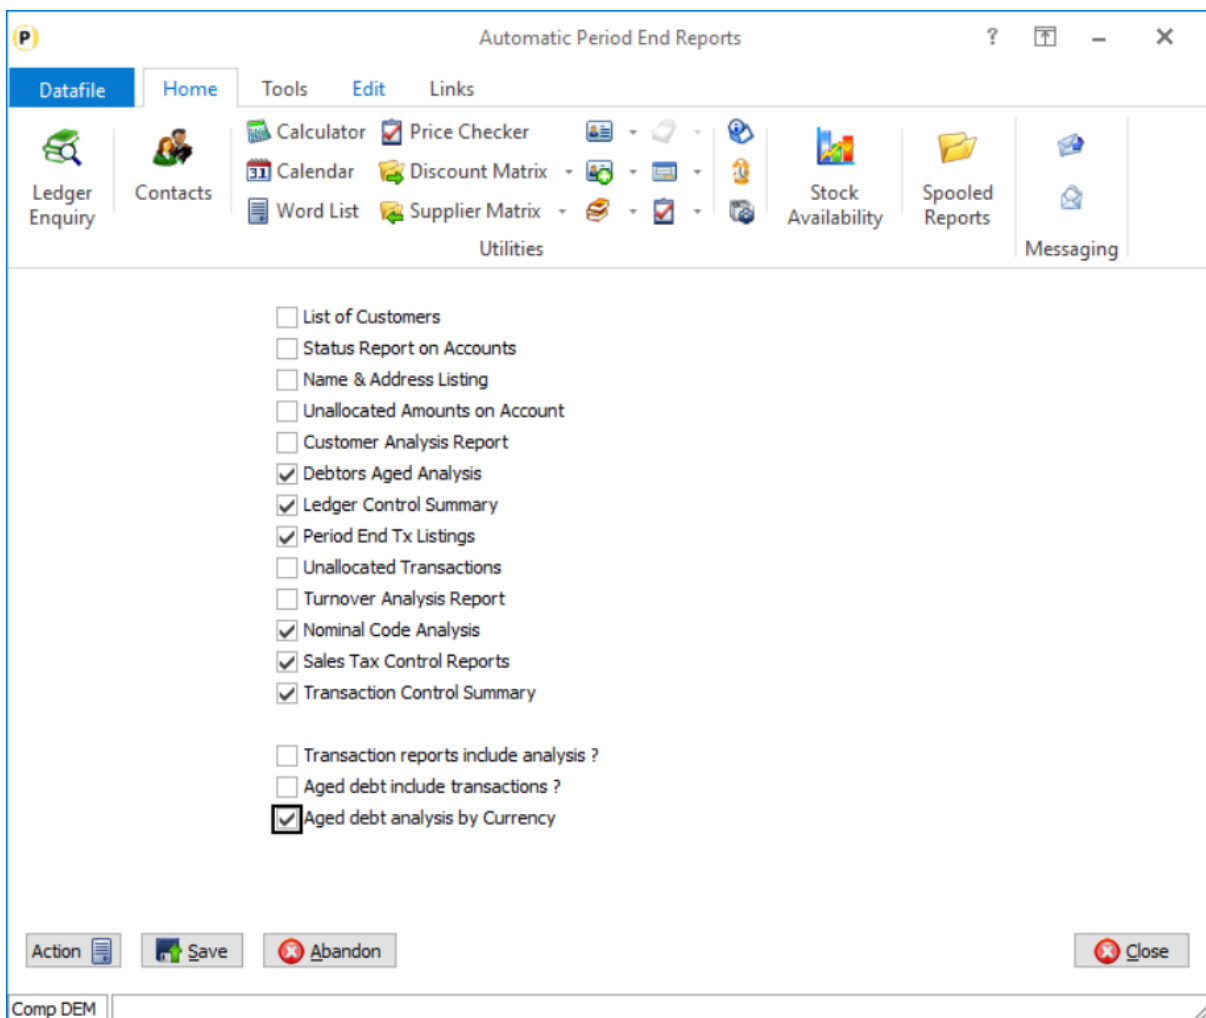 P
Automatic Period End Reports
?
Datafile Home Tools Edit Links
Calculator Price Checker
Calendar Discount Matrix
31
Word List Supplier Matrix
Ledger Enquiry
Contacts
Stock Availability
Spooled Reports
Utilities
Messaging
List of Customers
Status Report on Accounts
Name & Address Listing
Unallocated Amounts on Account
Customer Analysis Report
Debtors Aged Analysis
Ledger Control Summary
Period End Tx Listings
Unallocated Transactions
Turnover Analysis Report
Nominal Code Analysis
Sales Tax Control Reports
Transaction Control Summary
Transaction reports include analysis ?
Aged debt include transactions ?
Aged debt analysis by Currency
Action Save Abandon Close
Comp DEM